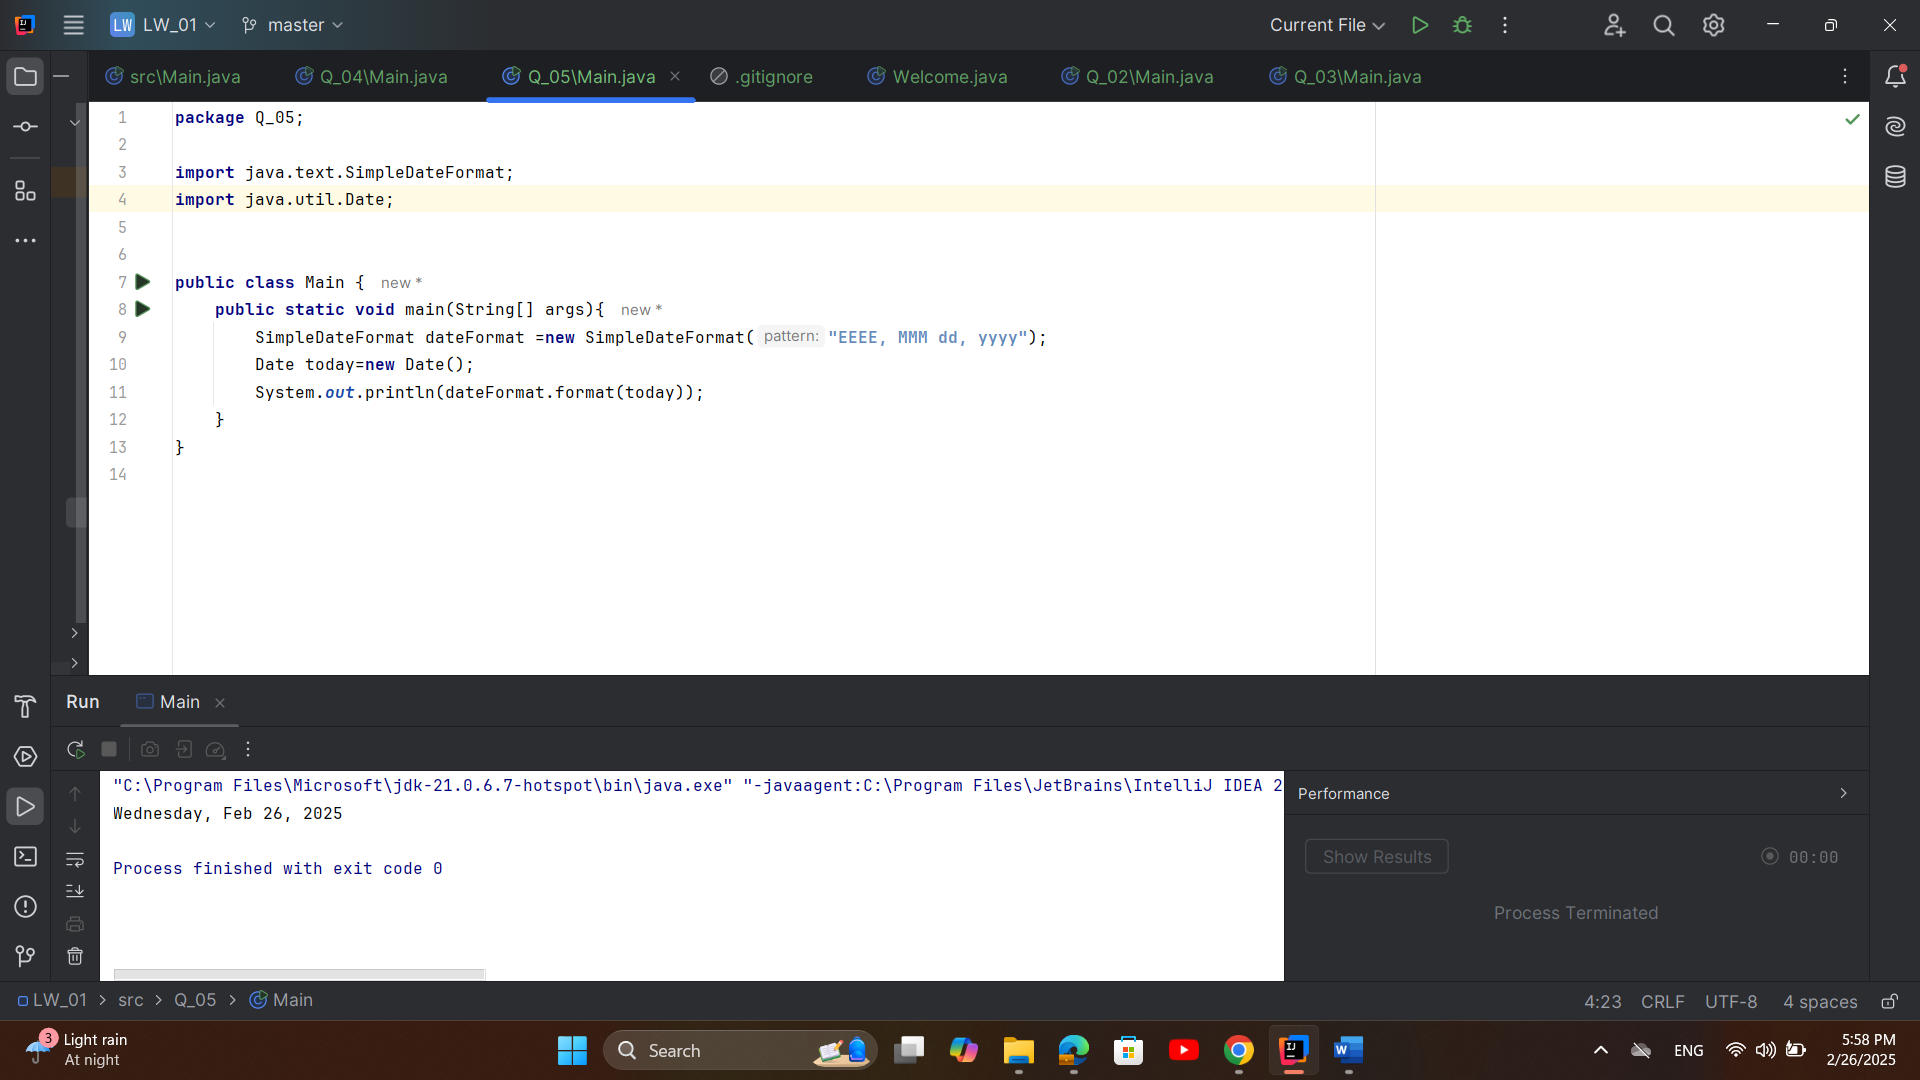 LW LW_01 master Current File
src\Main.java Q_04\Main.java Q_05\Main.java .gitignore Welcome.java Q_02\Main.java Q_03\Main.java
1 package Q_05;
2
3 import java.text.SimpleDateFormat;
4 import java.util.Date;
5
6
7 public class Main { new *
8 public static void main(String[] args){ new *
9 SimpleDateFormat dateFormat =new SimpleDateFormat( pattern: "EEEE, MMM dd, yyyy");
10 Date today=new Date();
11 System.out.println(dateFormat.format(today));
12 }
13 }
14
Run Main
"C:\Program Files\Microsoft\jdk-21.0.6.7-hotspot\bin\java.exe" "-javaagent:C:\Program Files\JetBrains\IntelliJ IDEA 2
Wednesday, Feb 26, 2025
Process finished with exit code 0
Performance
Show Results 00:00
Process Terminated
LW_01 > src > Q_05 > Main 4:23 CRLF UTF-8 4 spaces
3 Light rain
At night
Search
ENG
5:58 PM
2/26/2025